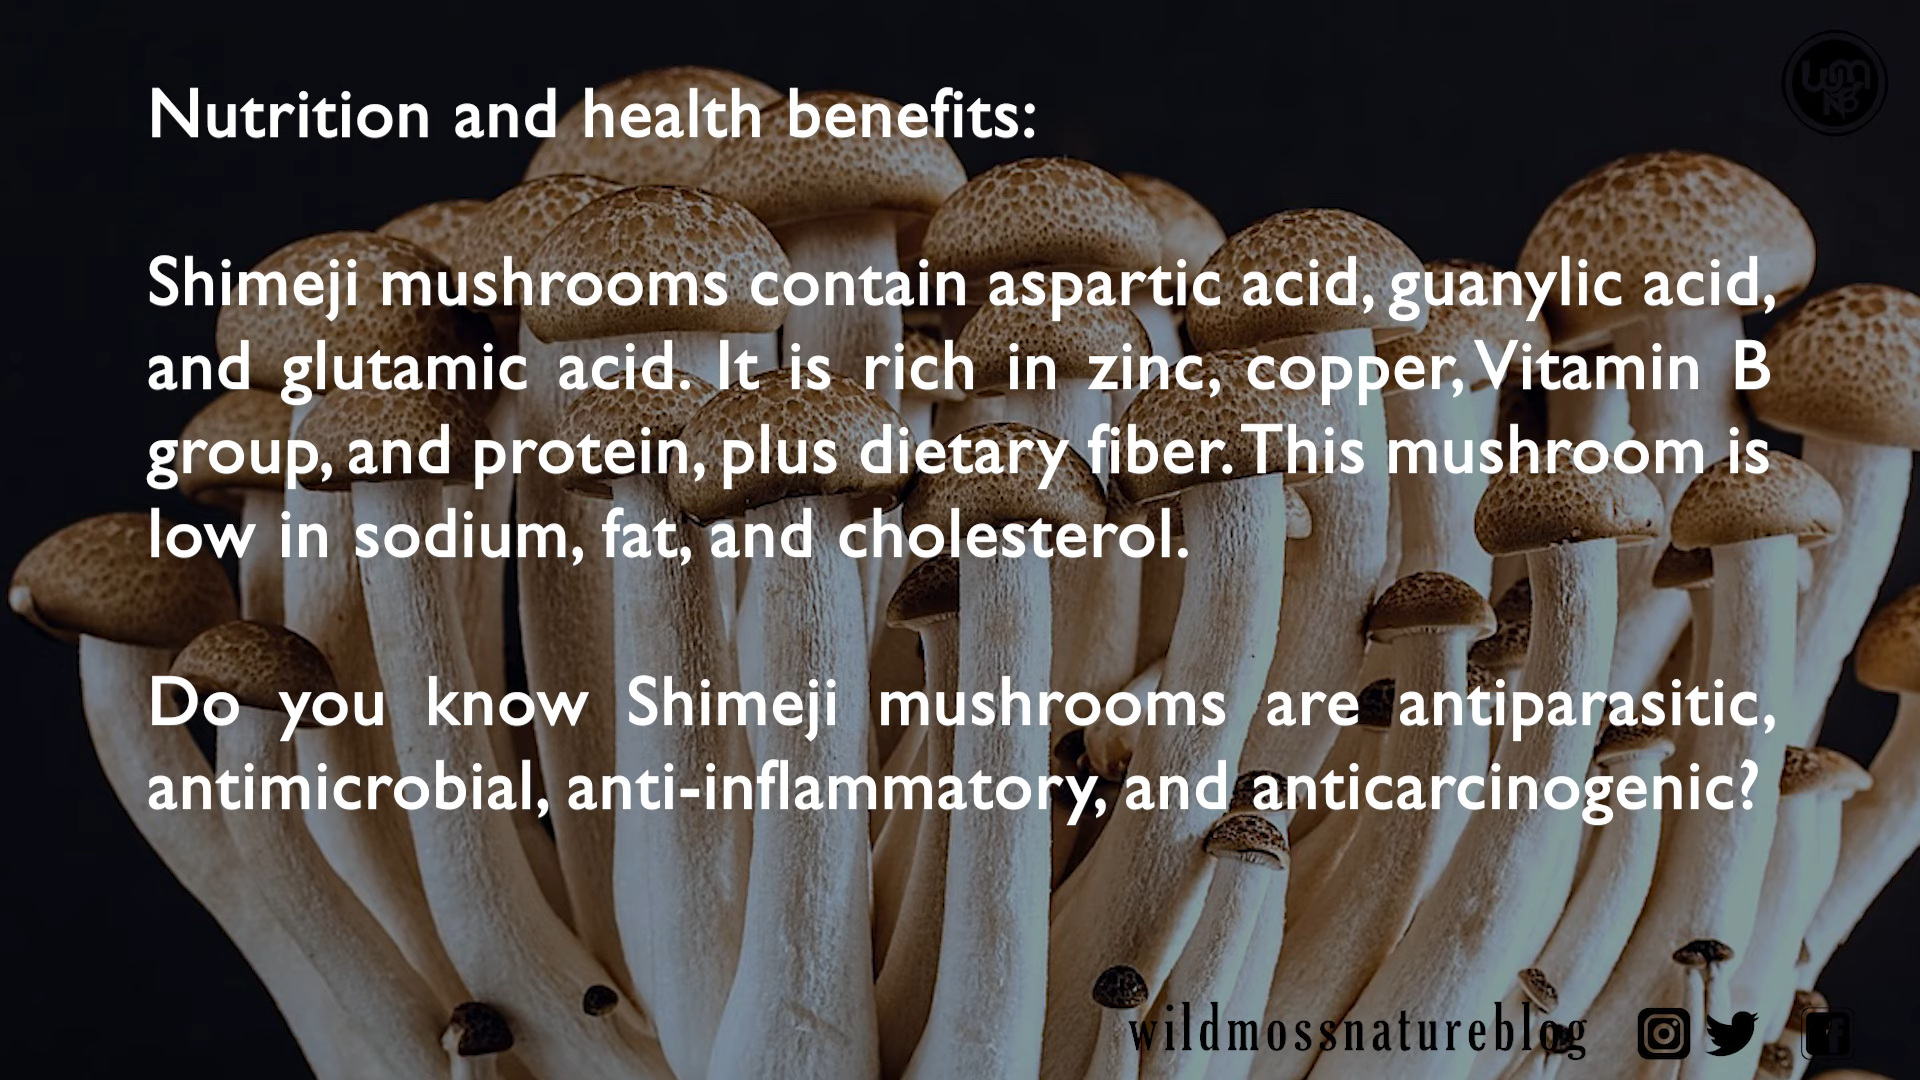 Nutrition and health benefits:
Shimeji mushrooms contain aspartic acid, guanylic acid,
and glutamic acid. It is rich in zinc, copper, Vitamin B
group, and protein, plus dietary fiber. This mushroom is
low in sodium, fat, and cholesterol.
Do you know Shimeji mushrooms are antiparasitic,
antimicrobial, anti-inflammatory, and anticarcinogenic?
wildmossnatureblog